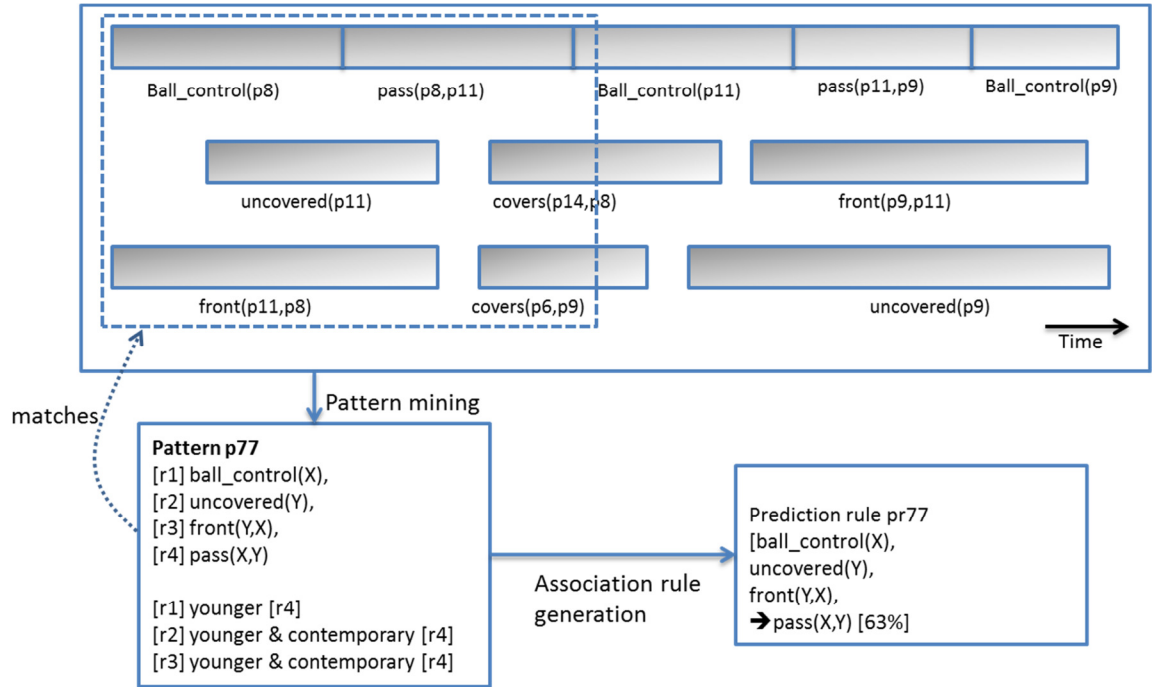 Ball_control(p8)
pass(p8,p11)
Ball_control(p11)
pass(p11,p9)
Ball_control(p9)
uncovered(p11)
covers(p14,p8)
front(p9,p11)
front(p11,p8)
covers(p6,p9)
uncovered(p9)
Time
matches
Pattern mining
Pattern p77
[r1] ball_control(X),
[r2] uncovered(Y),
[r3] front(Y,X),
[r4] pass(X,Y)
[r1] younger [r4]
[r2] younger & contemporary [r4]
[r3] younger & contemporary [r4]
Association rule
generation
Prediction rule pr77
[ball_control(X),
uncovered(Y),
front(Y,X),
➔pass(X,Y) [63%]